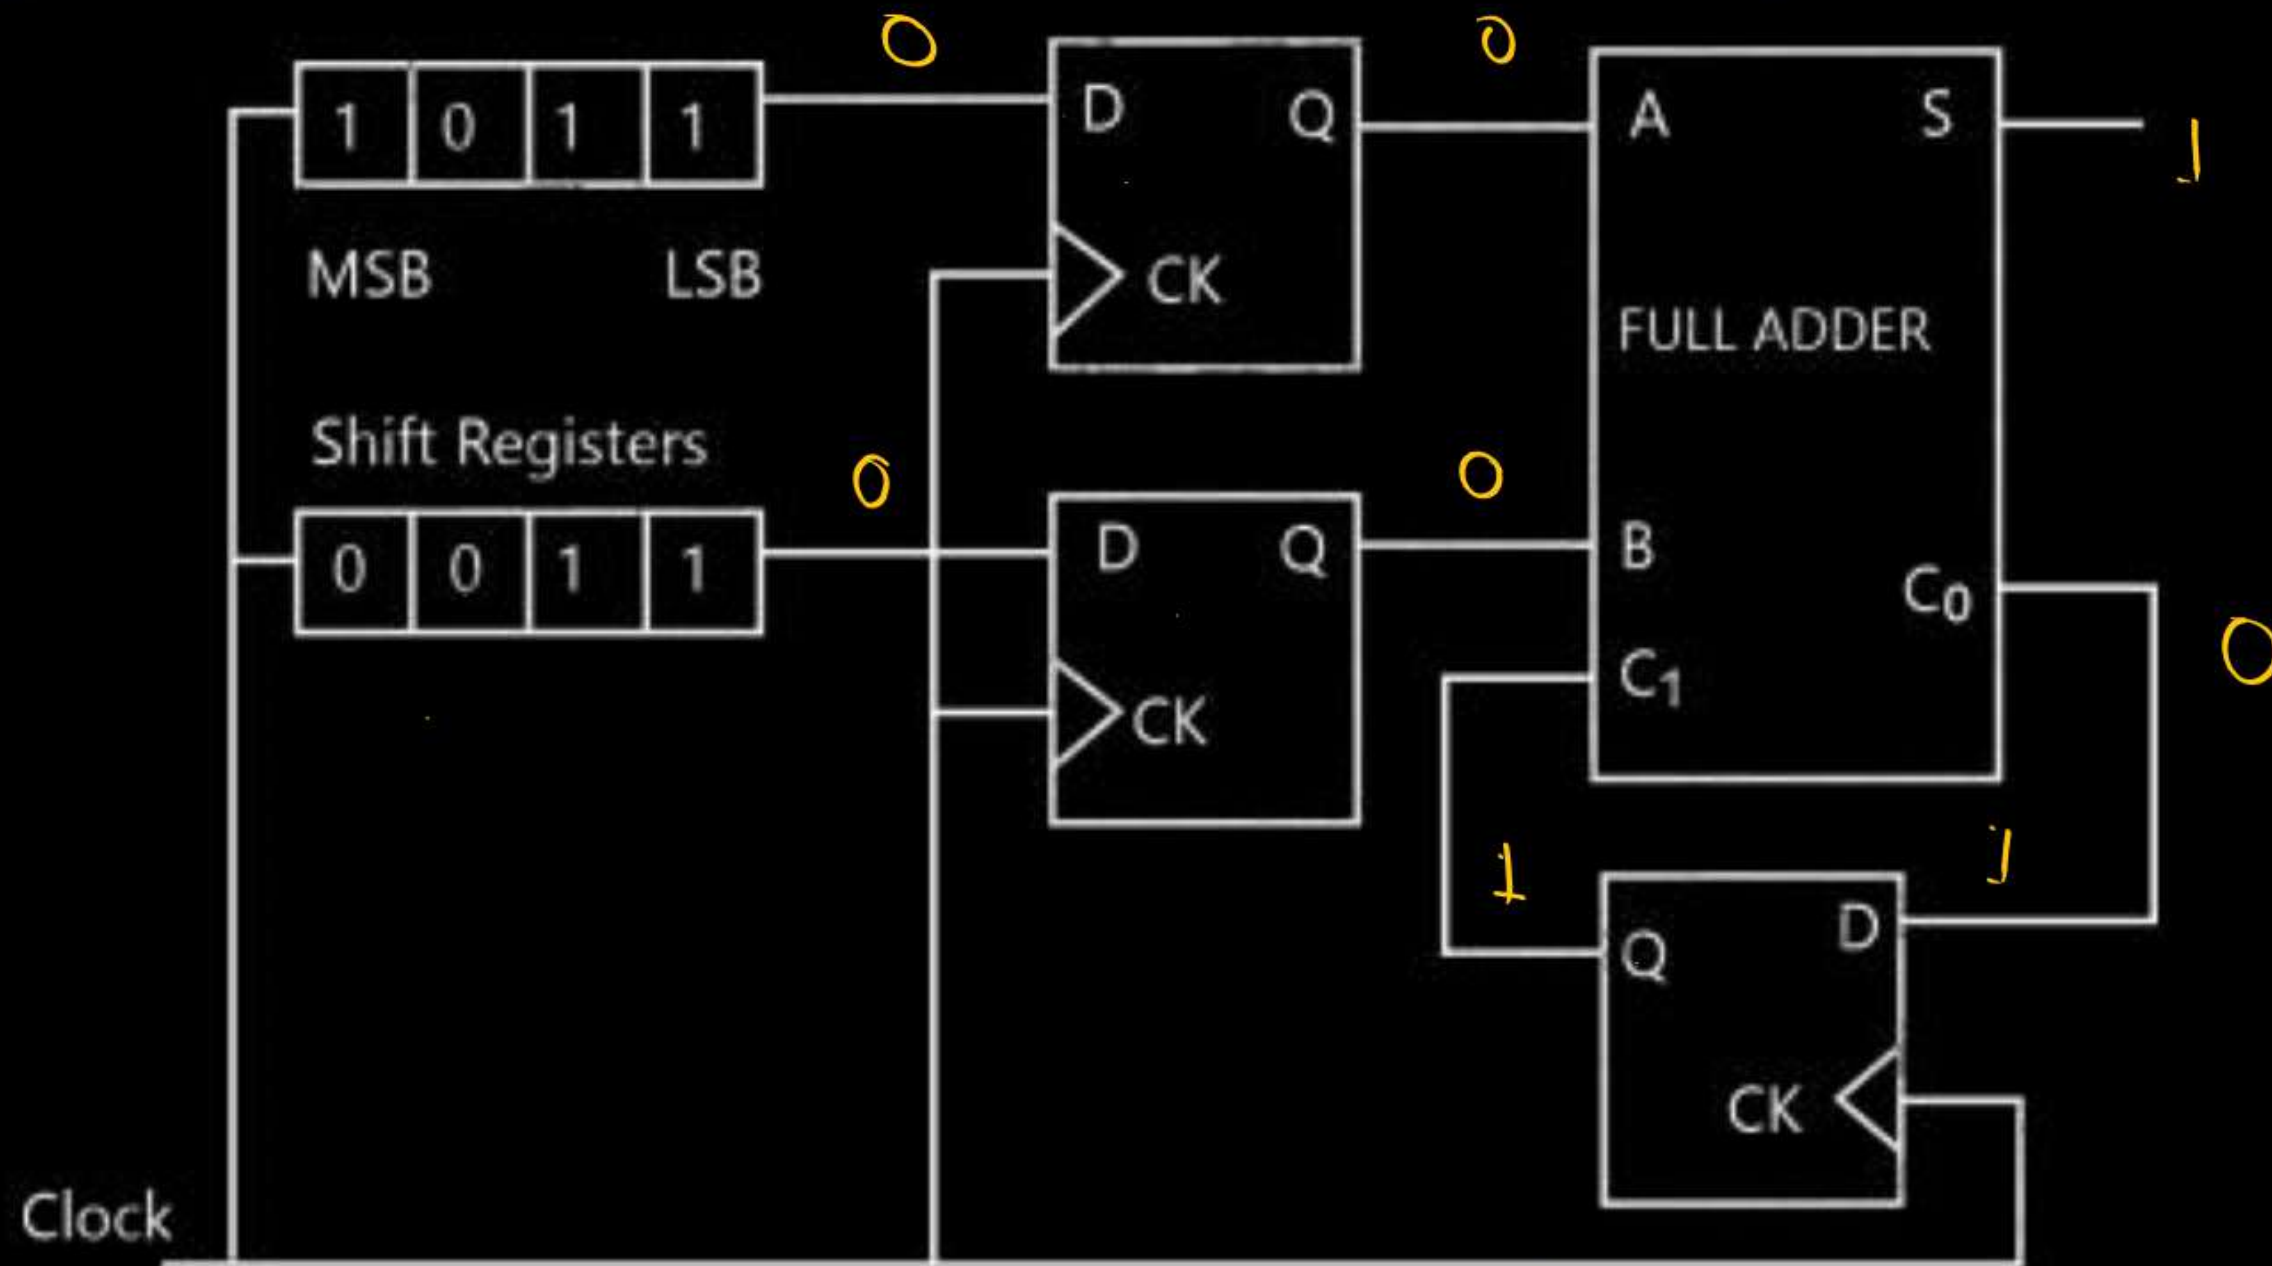 0 0
1 0 1 1
D Q
A S
1
MSB LSB
CK
FULL ADDER
Shift Registers
0 0
0 0 1 1
D Q
B
C0
C1
0
CK
1 1
Q D
CK
Clock